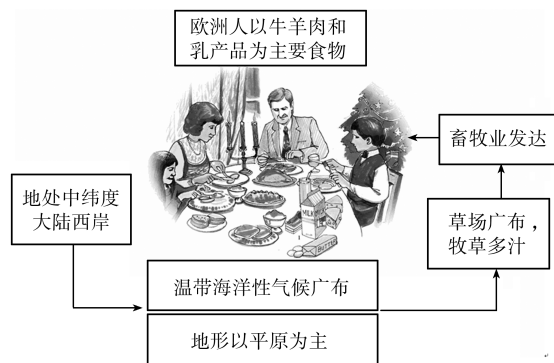 欧洲人以牛羊肉和
乳产品为主要食物
畜牧业发达
地处中纬度
大陆西岸
草场广布，
牧草多汁
MILK
BUTTER
温带海洋性气候广布
地形以平原为主